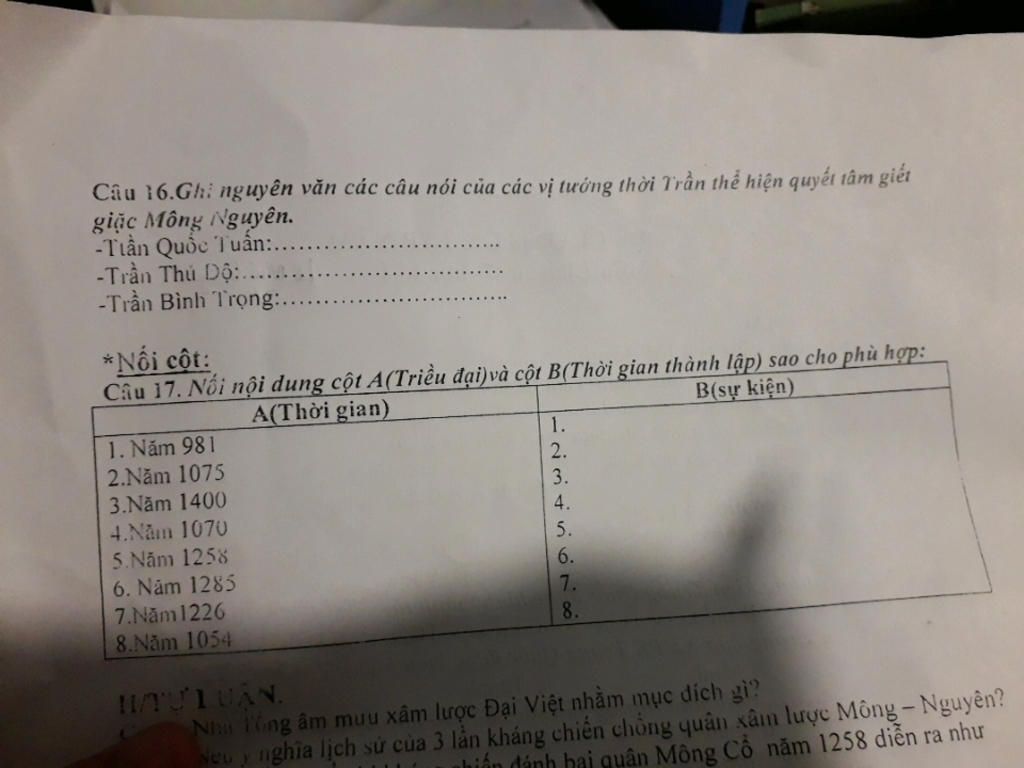 Câu 16.Ghi nguyên văn các câu nói của các vị tướng thời Trần thể hiện quyết tâm giết
giặc Mông Nguyên.
-Trần Quốc Tuấn:..............................
-Trần Thủ Độ:..................................
-Trần Bình Trọng:..............................
*Nối cột:
Câu 17. Nối nội dung cột A(Triều đại)và cột B(Thời gian thành lập) sao cho phù hợp:
A(Thời gian) B(sự kiện)
1. Năm 981 1.
2.Năm 1075 2.
3.Năm 1400 3.
4.Năm 1070 4.
5.Năm 1258 5.
6. Năm 1285 6.
7.Năm1226 7.
8.Năm 1054 8.
II/TỰ LUẬN.
Nhà Tống âm mưu xâm lược Đại Việt nhằm mục đích gì?
Nêu ý nghĩa lịch sử của 3 lần kháng chiến chống quân xâm lược Mông – Nguyên?
chiến đánh bại quân Mông Cổ năm 1258 diễn ra như